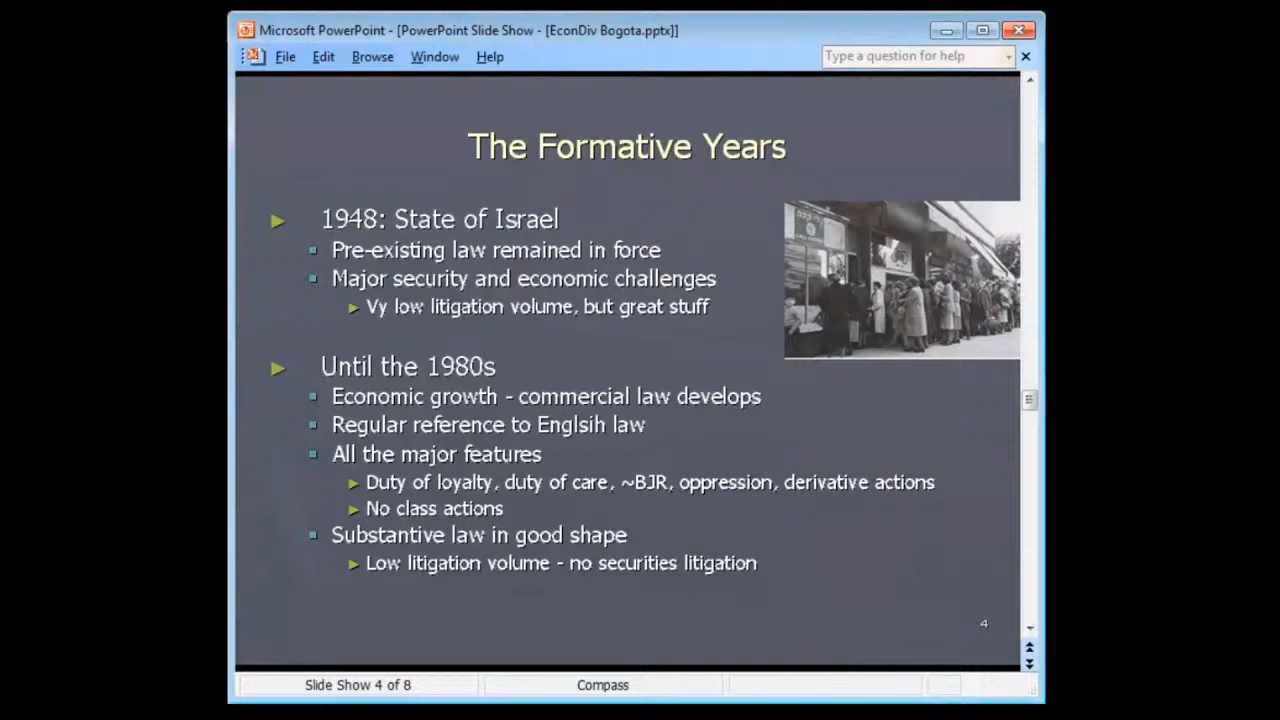 Microsoft PowerPoint - [PowerPoint Slide Show - [EconDiv Bogota.pptx]]
File Edit Browse Window Help
Type a question for help
The Formative Years
1948: State of Israel
Pre-existing law remained in force
Major security and economic challenges
Vy low litigation volume, but great stuff
Until the 1980s
Economic growth - commercial law develops
Regular reference to Englsih law
All the major features
Duty of loyalty, duty of care, ~BJR, oppression, derivative actions
No class actions
Substantive law in good shape
Low litigation volume - no securities litigation
4
Slide Show 4 of 8
Compass